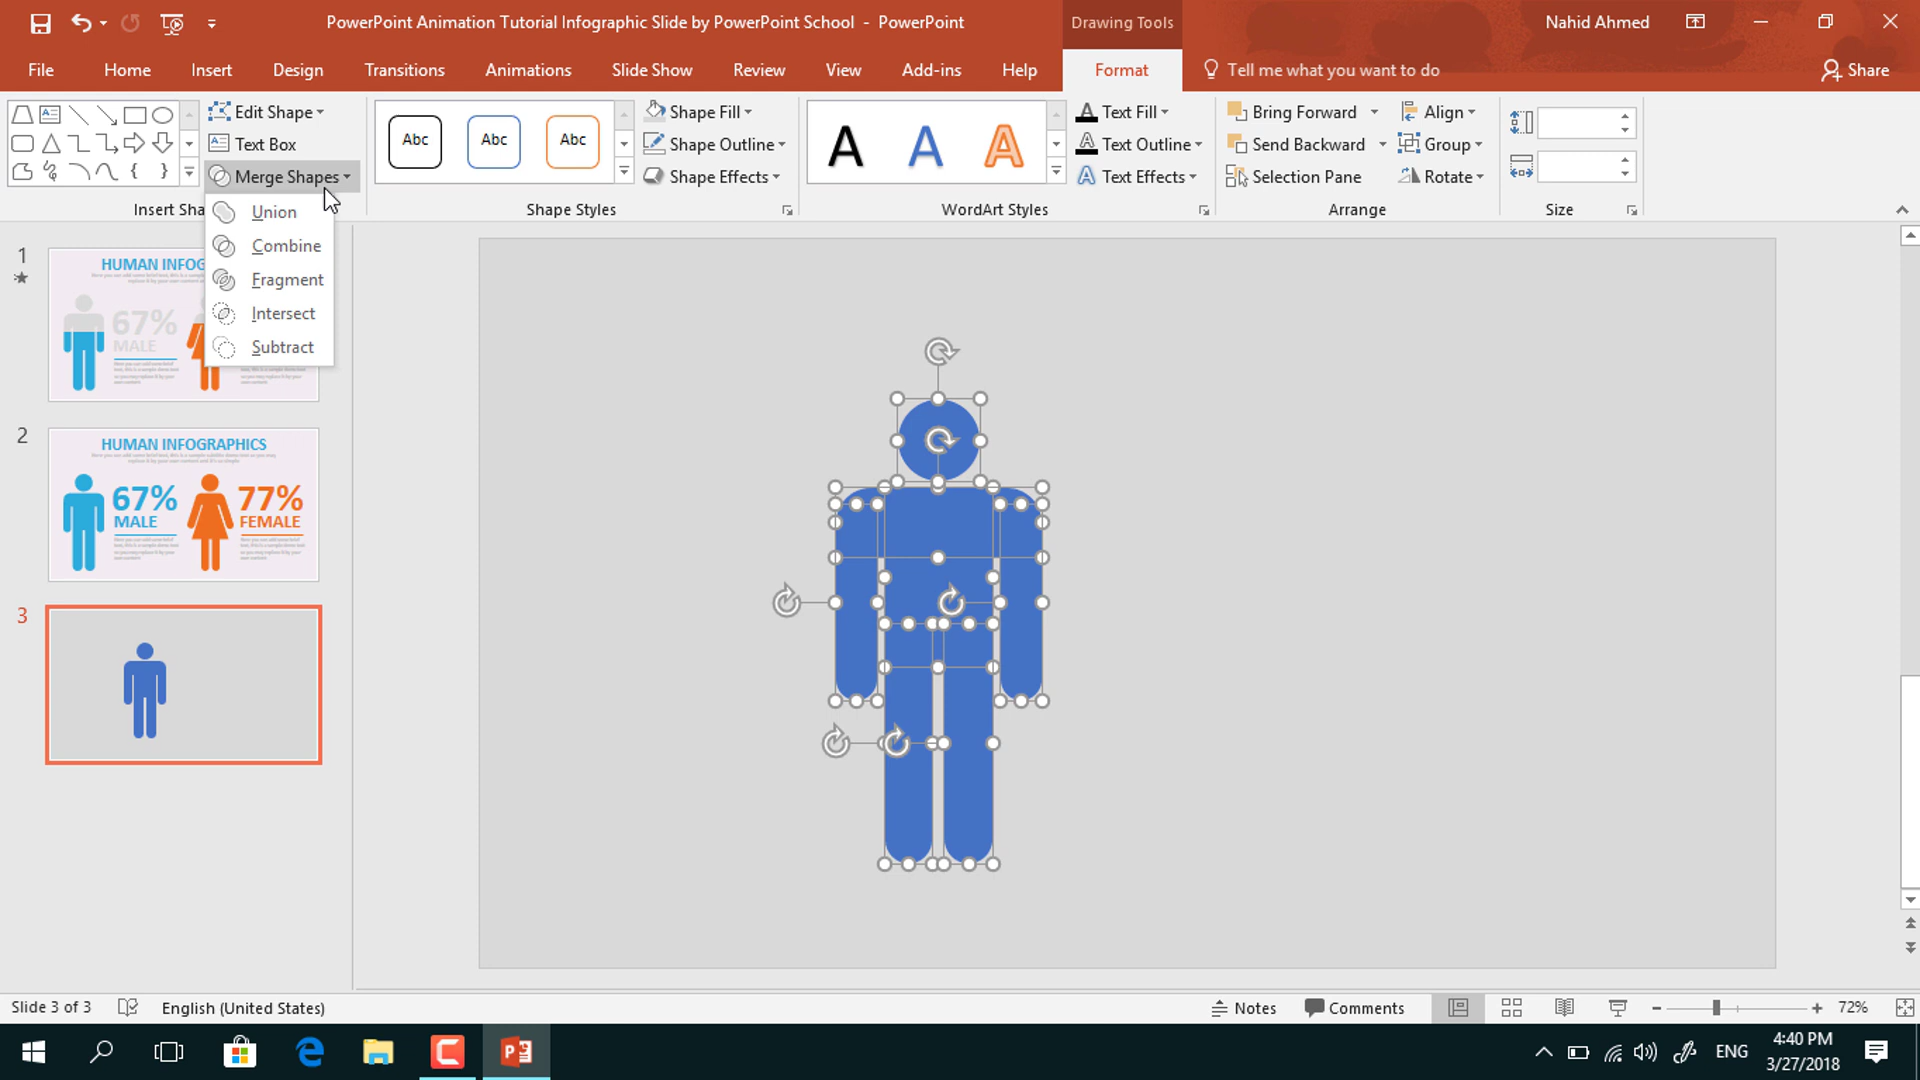 PowerPoint Animation Tutorial Infographic Slide by PowerPoint School - PowerPoint
Drawing Tools
Nahid Ahmed
File
Home
Insert
Design
Transitions
Animations
Slide Show
Review
View
Add-ins
Help
Format
Tell me what you want to do
Share
Edit Shape
Text Box
Merge Shapes
Insert Sha
Union
Combine
Fragment
Intersect
Subtract
Abc
Abc
Abc
Shape Fill
Shape Outline
Shape Effects
Shape Styles
A
A
A
Text Fill
Text Outline
Text Effects
WordArt Styles
Bring Forward
Send Backward
Selection Pane
Align
Group
Rotate
Arrange
Size
1
HUMAN INFOG
67%
MALE
2
HUMAN INFOGRAPHICS
67%
MALE
77%
FEMALE
3
Slide 3 of 3
English (United States)
Notes
Comments
72%
ENG
4:40 PM
3/27/2018